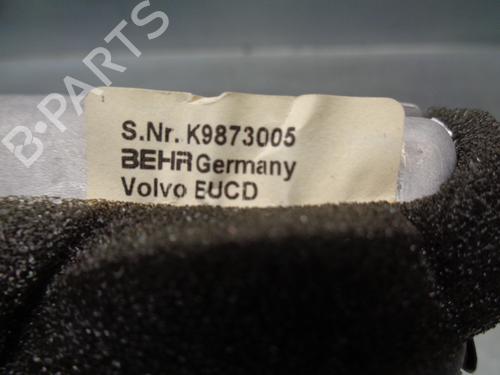 B-PARTS
S.Nr. K9873005
BEHR Germany
Volvo EUCD